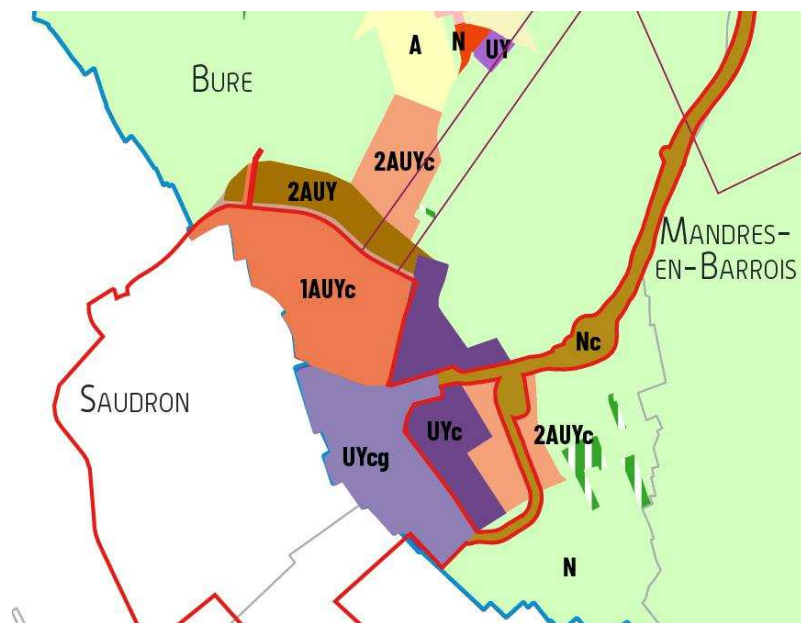 A
N
UY
BURE
2AUYc
2AUY
MANDRES-
EN-BARROIS
1AUYc
Nc
SAUDRON
UYc
2AUYc
UYcg
N